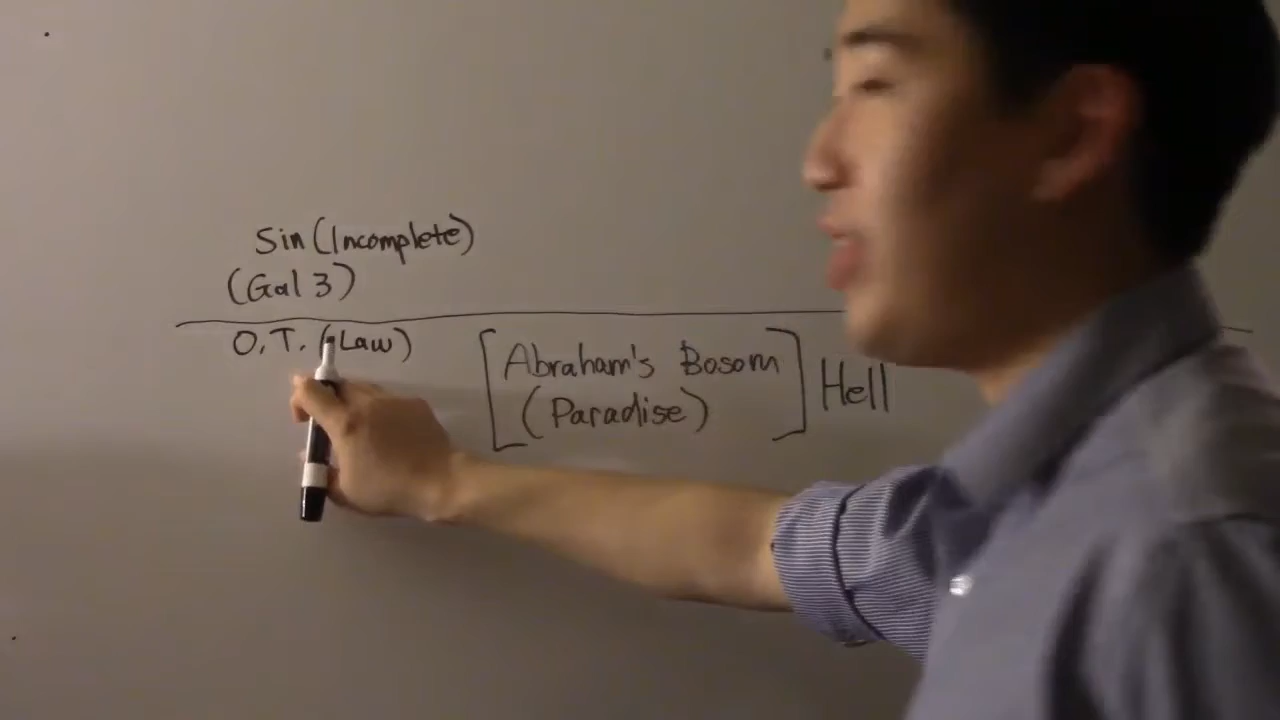 Sin (Incomplete)
(Gal 3)
O.T. (Law)
[Abraham's Bosom
(Paradise)] Hell